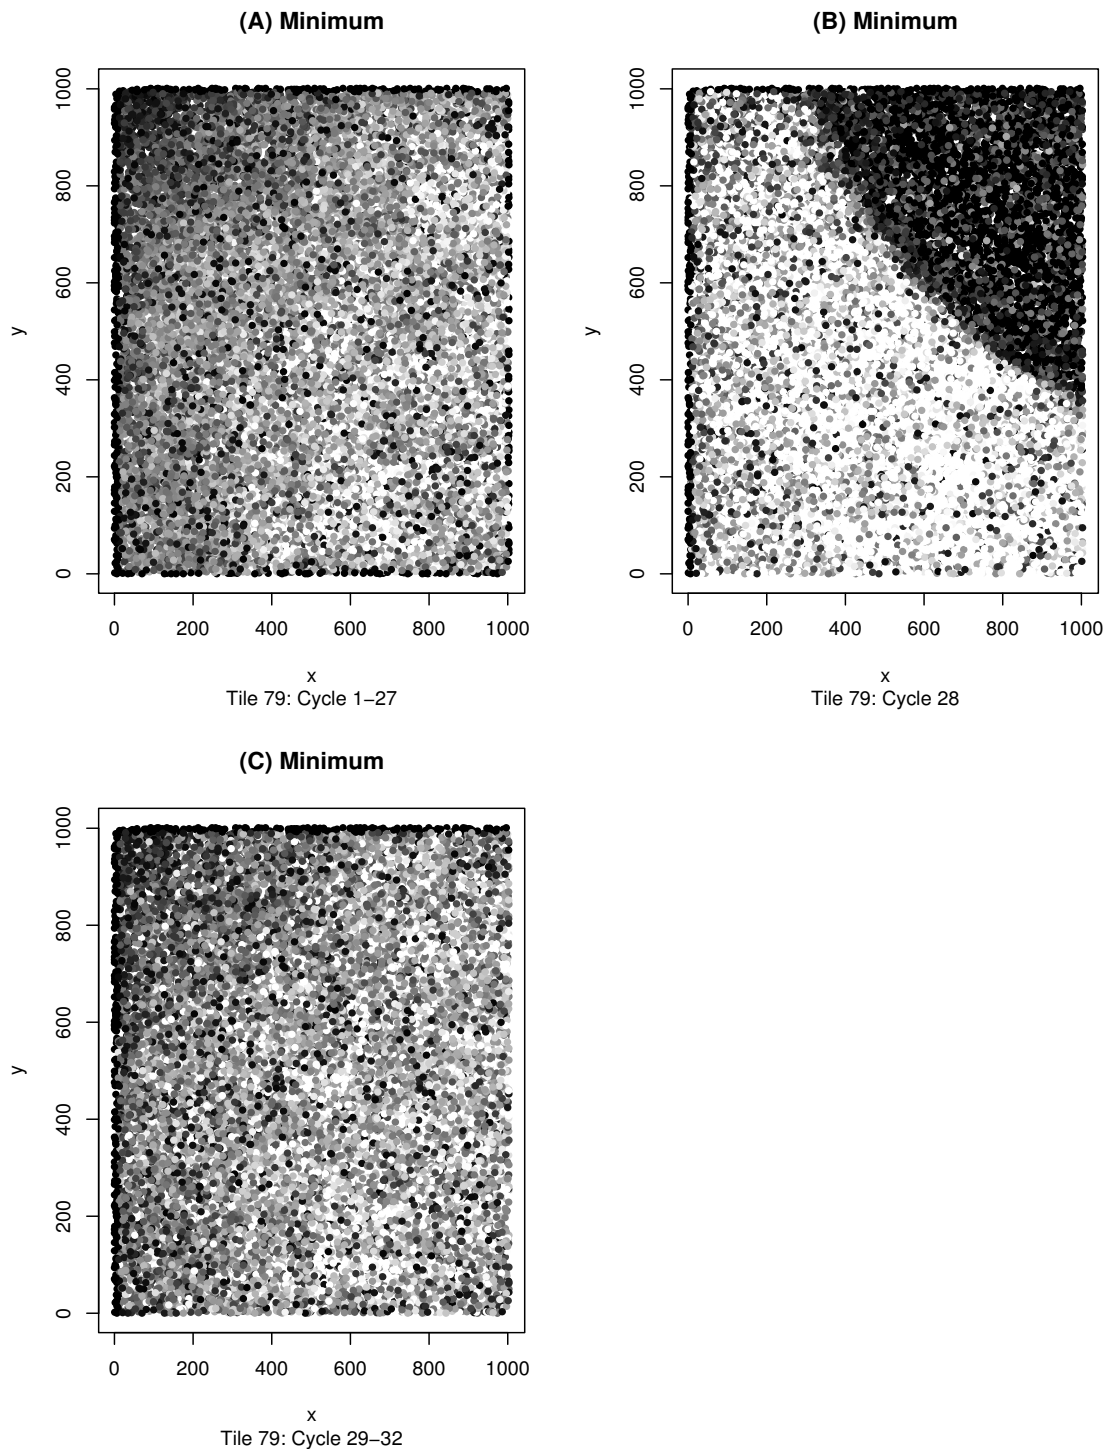 (A) Minimum
1000
800
600
400
200
0
y
0 200 400 600 800 1000
x
Tile 79: Cycle 1−27
(B) Minimum
1000
800
600
400
200
0
y
0 200 400 600 800 1000
x
Tile 79: Cycle 28
(C) Minimum
1000
800
600
400
200
0
y
0 200 400 600 800 1000
x
Tile 79: Cycle 29−32